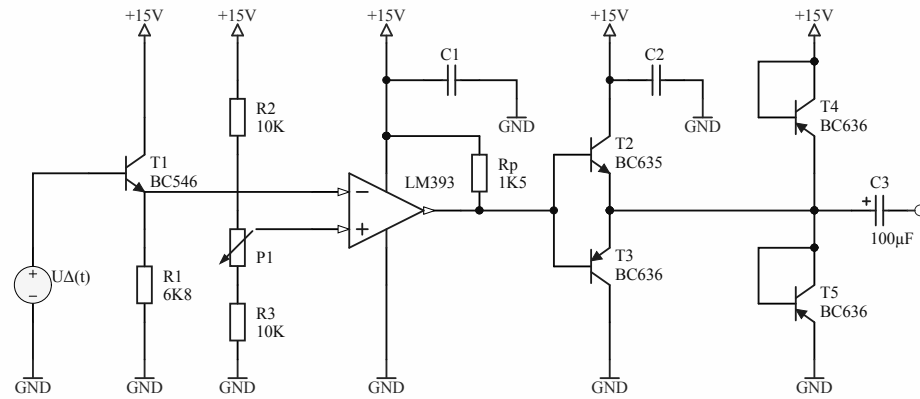 +15V
+15V
+15V
+15V
+15V
C1
C2
R2
10K
GND
GND
T4
BC636
T1
BC546
Rp
1K5
LM393
T2
BC635
C3
+
100µF
−
+
P1
T3
BC636
UΔ(t)
+
−
R1
6K8
R3
10K
T5
BC636
GND
GND
GND
GND
GND
GND